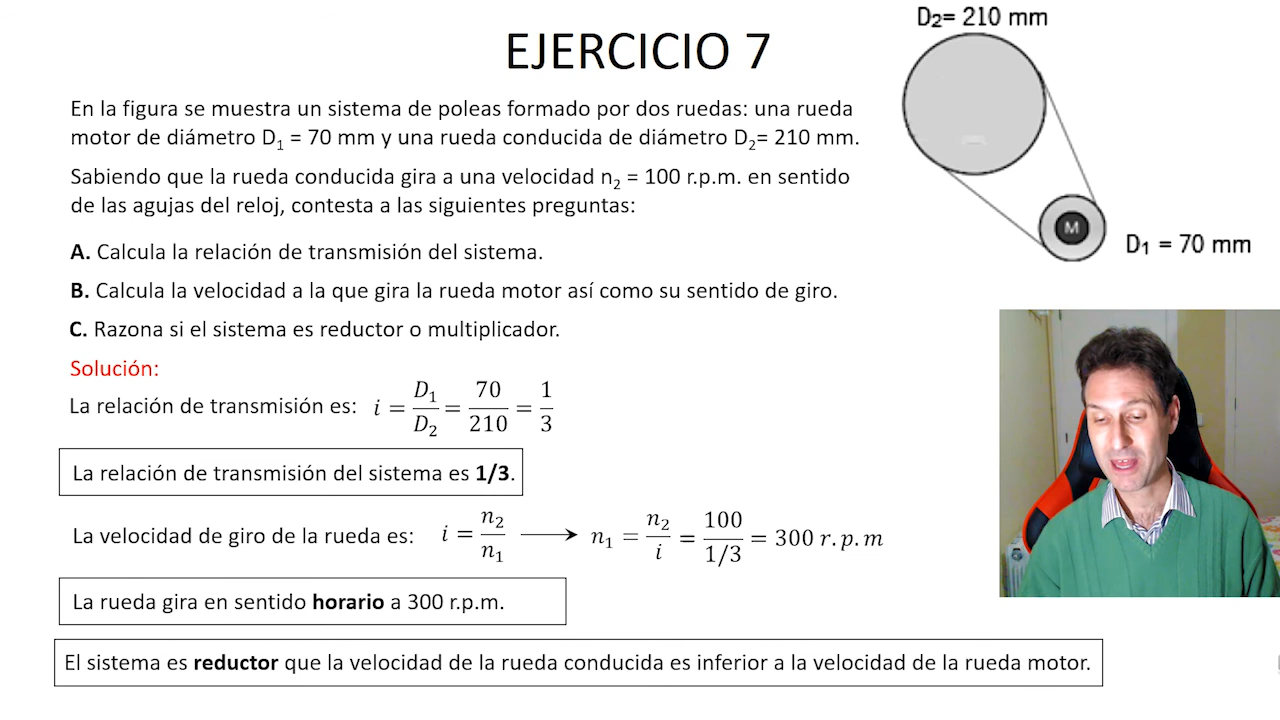 EJERCICIO 7
D₂= 210 mm
En la figura se muestra un sistema de poleas formado por dos ruedas: una rueda
motor de diámetro D₁ = 70 mm y una rueda conducida de diámetro D₂= 210 mm.
Sabiendo que la rueda conducida gira a una velocidad n₂ = 100 r.p.m. en sentido
de las agujas del reloj, contesta a las siguientes preguntas:
M
D₁ = 70 mm
A. Calcula la relación de transmisión del sistema.
B. Calcula la velocidad a la que gira la rueda motor así como su sentido de giro.
C. Razona si el sistema es reductor o multiplicador.
Solución:
La relación de transmisión es: i = D₁/D₂ = 70/210 = 1/3
La relación de transmisión del sistema es 1/3.
La velocidad de giro de la rueda es: i = n₂/n₁ → n₁ = n₂/i = 100/(1/3) = 300 r.p.m
La rueda gira en sentido horario a 300 r.p.m.
El sistema es reductor que la velocidad de la rueda conducida es inferior a la velocidad de la rueda motor.